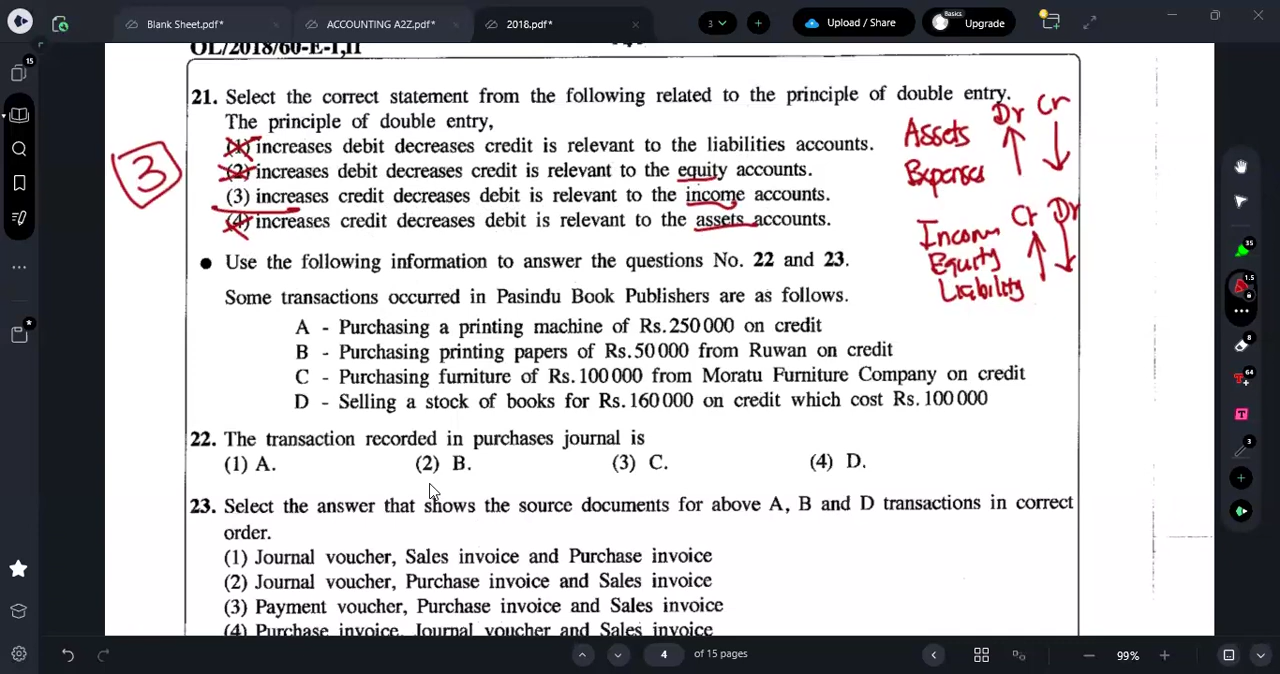 Blank Sheet.pdf*
ACCOUNTING A2Z.pdf*
2018.pdf*
3
Upload / Share
Basics
Upgrade
15
OL/2018/60-E-I,II
21. Select the correct statement from the following related to the principle of double entry.
The principle of double entry,
(1) increases debit decreases credit is relevant to the liabilities accounts.
(2) increases debit decreases credit is relevant to the equity accounts.
(3) increases credit decreases debit is relevant to the income accounts.
(4) increases credit decreases debit is relevant to the assets accounts.
3
Dr Cr
Assets
Expenses
Cr Dr
Incom
Equity
Liability
● Use the following information to answer the questions No. 22 and 23.
Some transactions occurred in Pasindu Book Publishers are as follows.
A - Purchasing a printing machine of Rs.250 000 on credit
B - Purchasing printing papers of Rs.50 000 from Ruwan on credit
C - Purchasing furniture of Rs. 100 000 from Moratu Furniture Company on credit
D - Selling a stock of books for Rs. 160 000 on credit which cost Rs. 100 000
22. The transaction recorded in purchases journal is
(1) A. (2) B. (3) C. (4) D.
23. Select the answer that shows the source documents for above A, B and D transactions in correct
order.
(1) Journal voucher, Sales invoice and Purchase invoice
(2) Journal voucher, Purchase invoice and Sales invoice
(3) Payment voucher, Purchase invoice and Sales invoice
(4) Purchase invoice, Journal voucher and Sales invoice
35
1.5
8
64
T
3
4 of 15 pages
99%